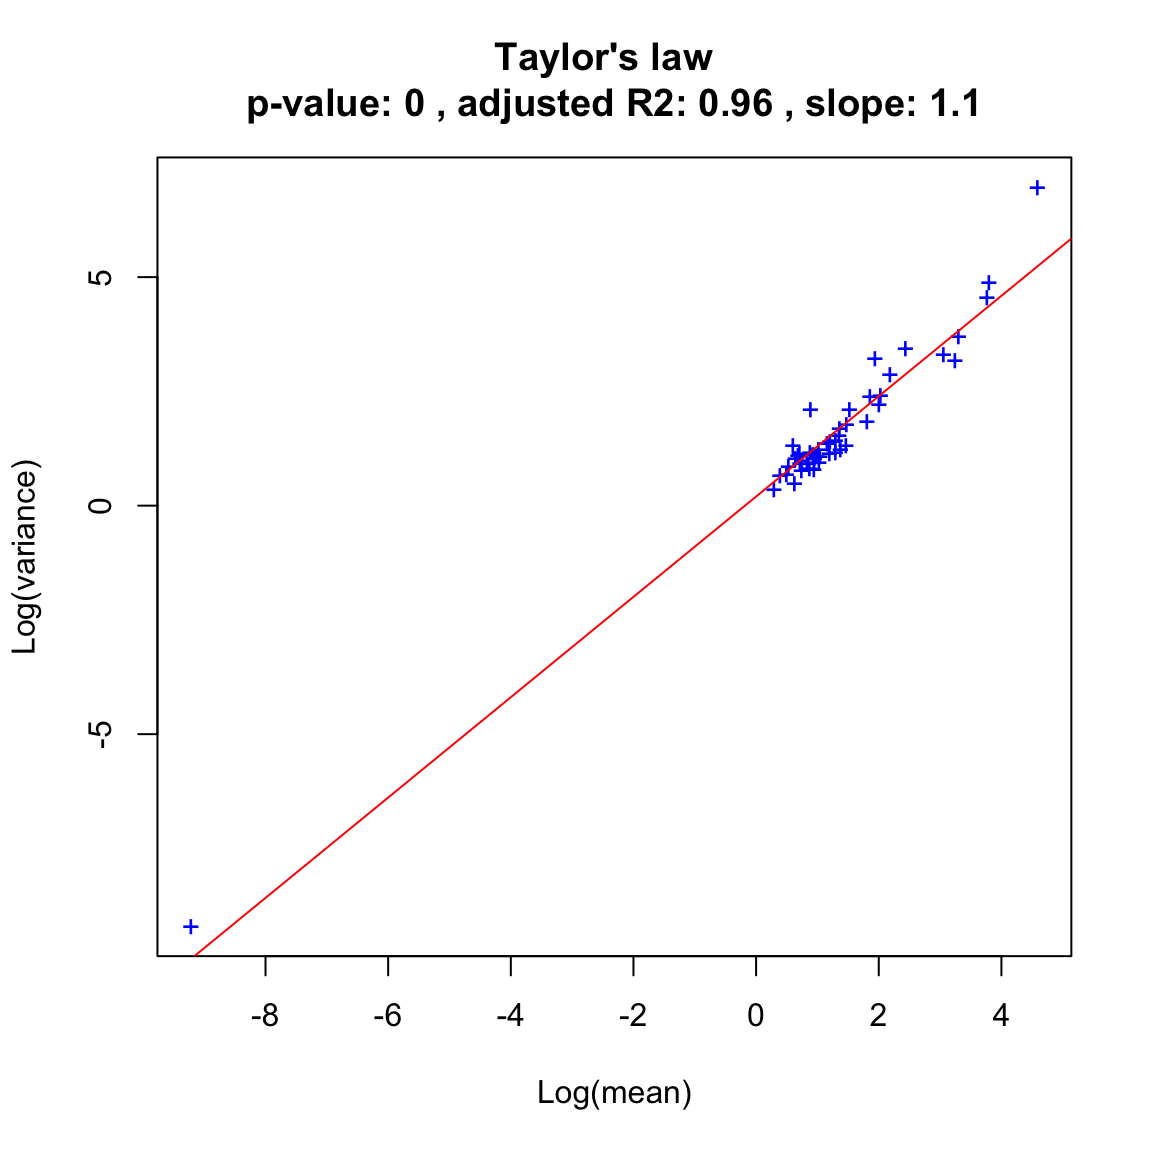 Taylor's law
p-value: 0 , adjusted R2: 0.96 , slope: 1.1
Log(variance)
5
0
-5
-8 -6 -4 -2 0 2 4
Log(mean)